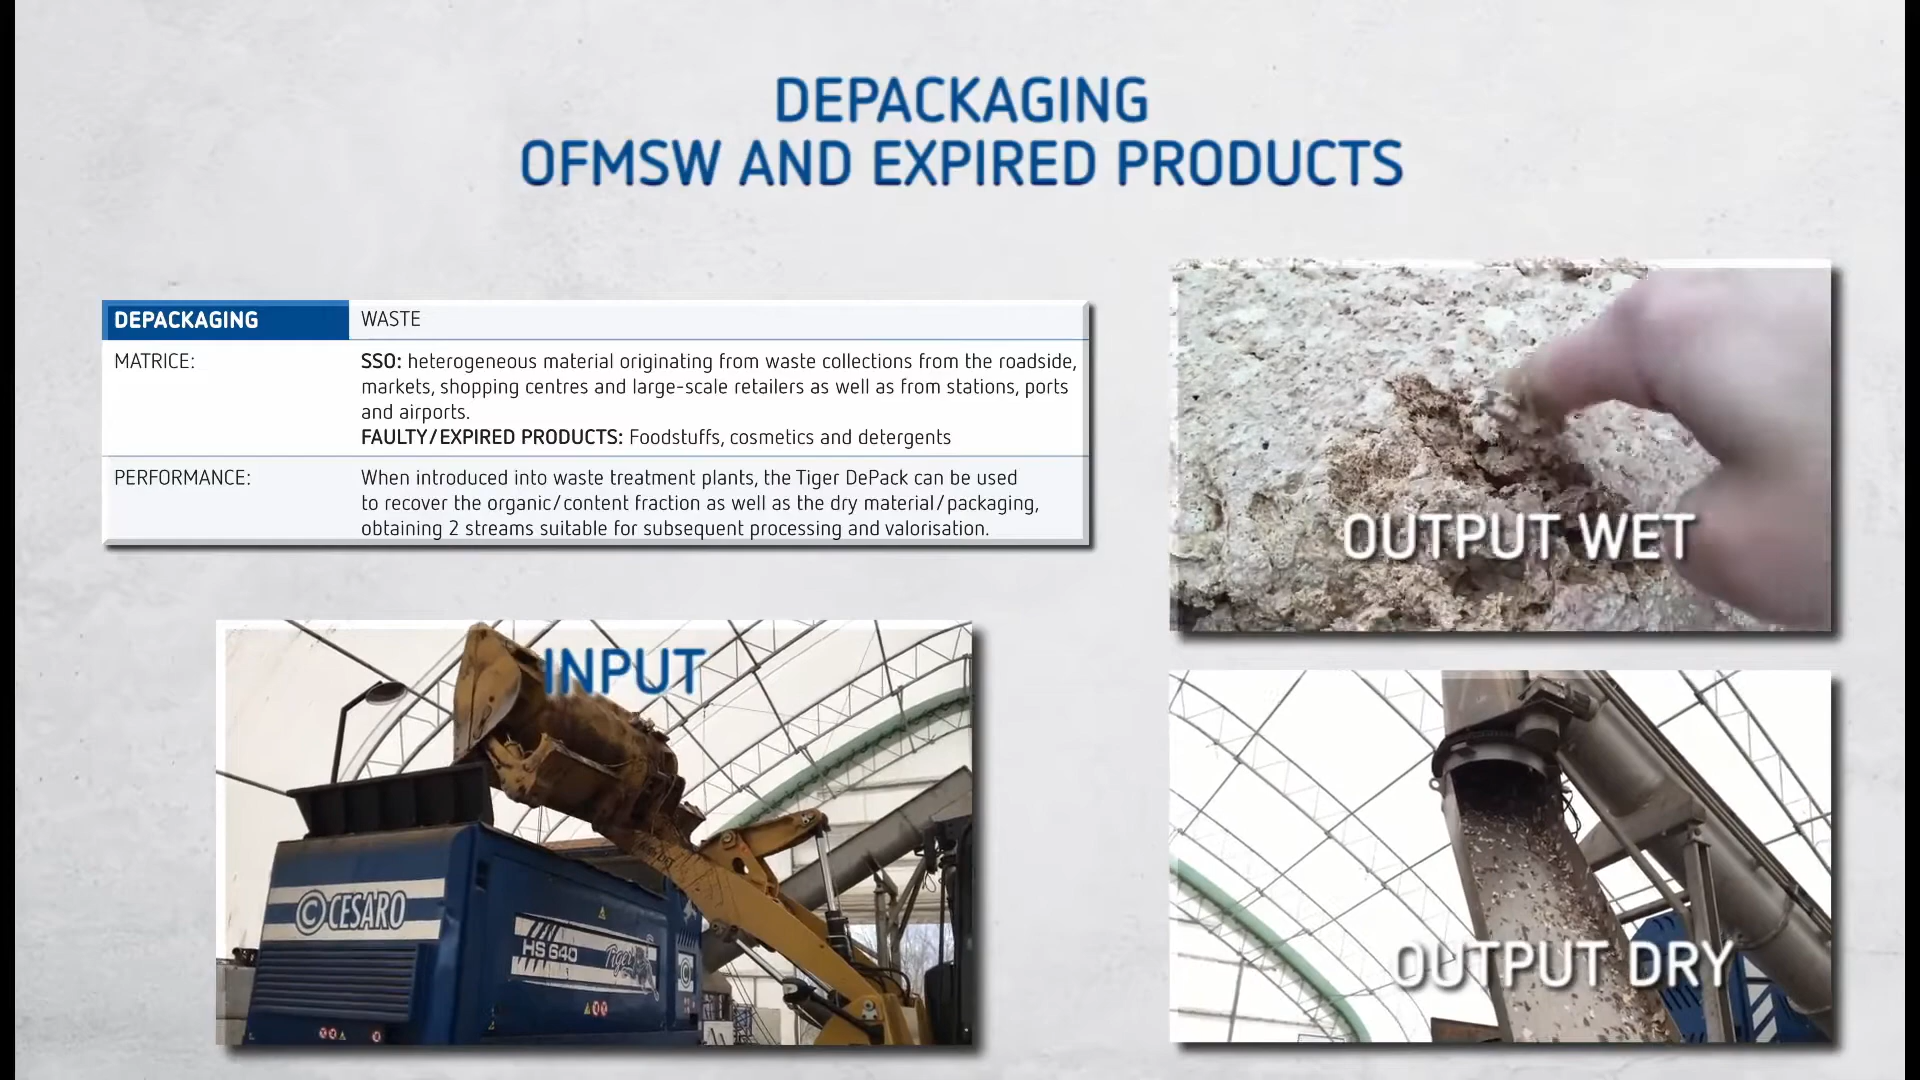 DEPACKAGING
OFMSW AND EXPIRED PRODUCTS
DEPACKAGING
WASTE
MATRICE:
SSO: heterogeneous material originating from waste collections from the roadside,
markets, shopping centres and large-scale retailers as well as from stations, ports
and airports.
FAULTY/EXPIRED PRODUCTS: Foodstuffs, cosmetics and detergents
PERFORMANCE:
When introduced into waste treatment plants, the Tiger DePack can be used
to recover the organic/content fraction as well as the dry material/packaging,
obtaining 2 streams suitable for subsequent processing and valorisation.
OUTPUT WET
INPUT
©CESARO
HS 640
Tiger
OUTPUT DRY